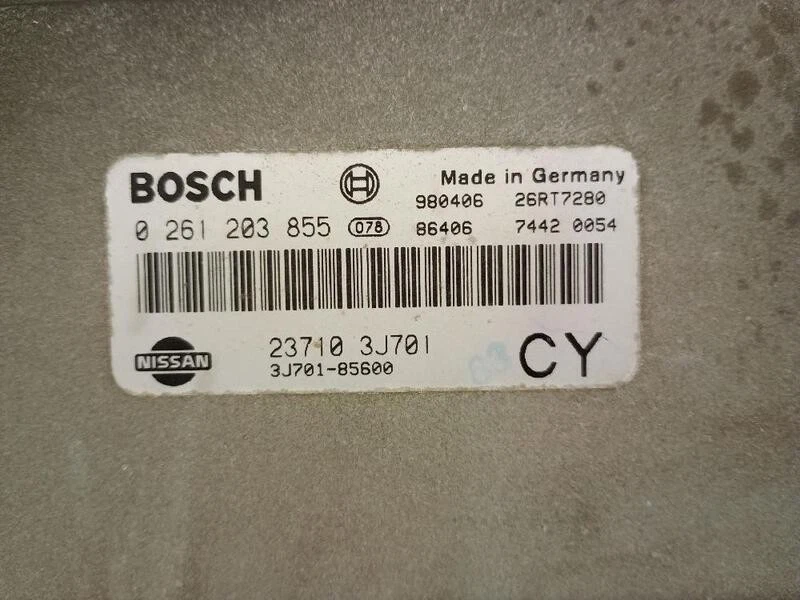 BOSCH Made in Germany
980406 26RT7280
0 261 203 855 078 86406 7442 0054
NISSAN 23710 3J701 CY
3J701-85600